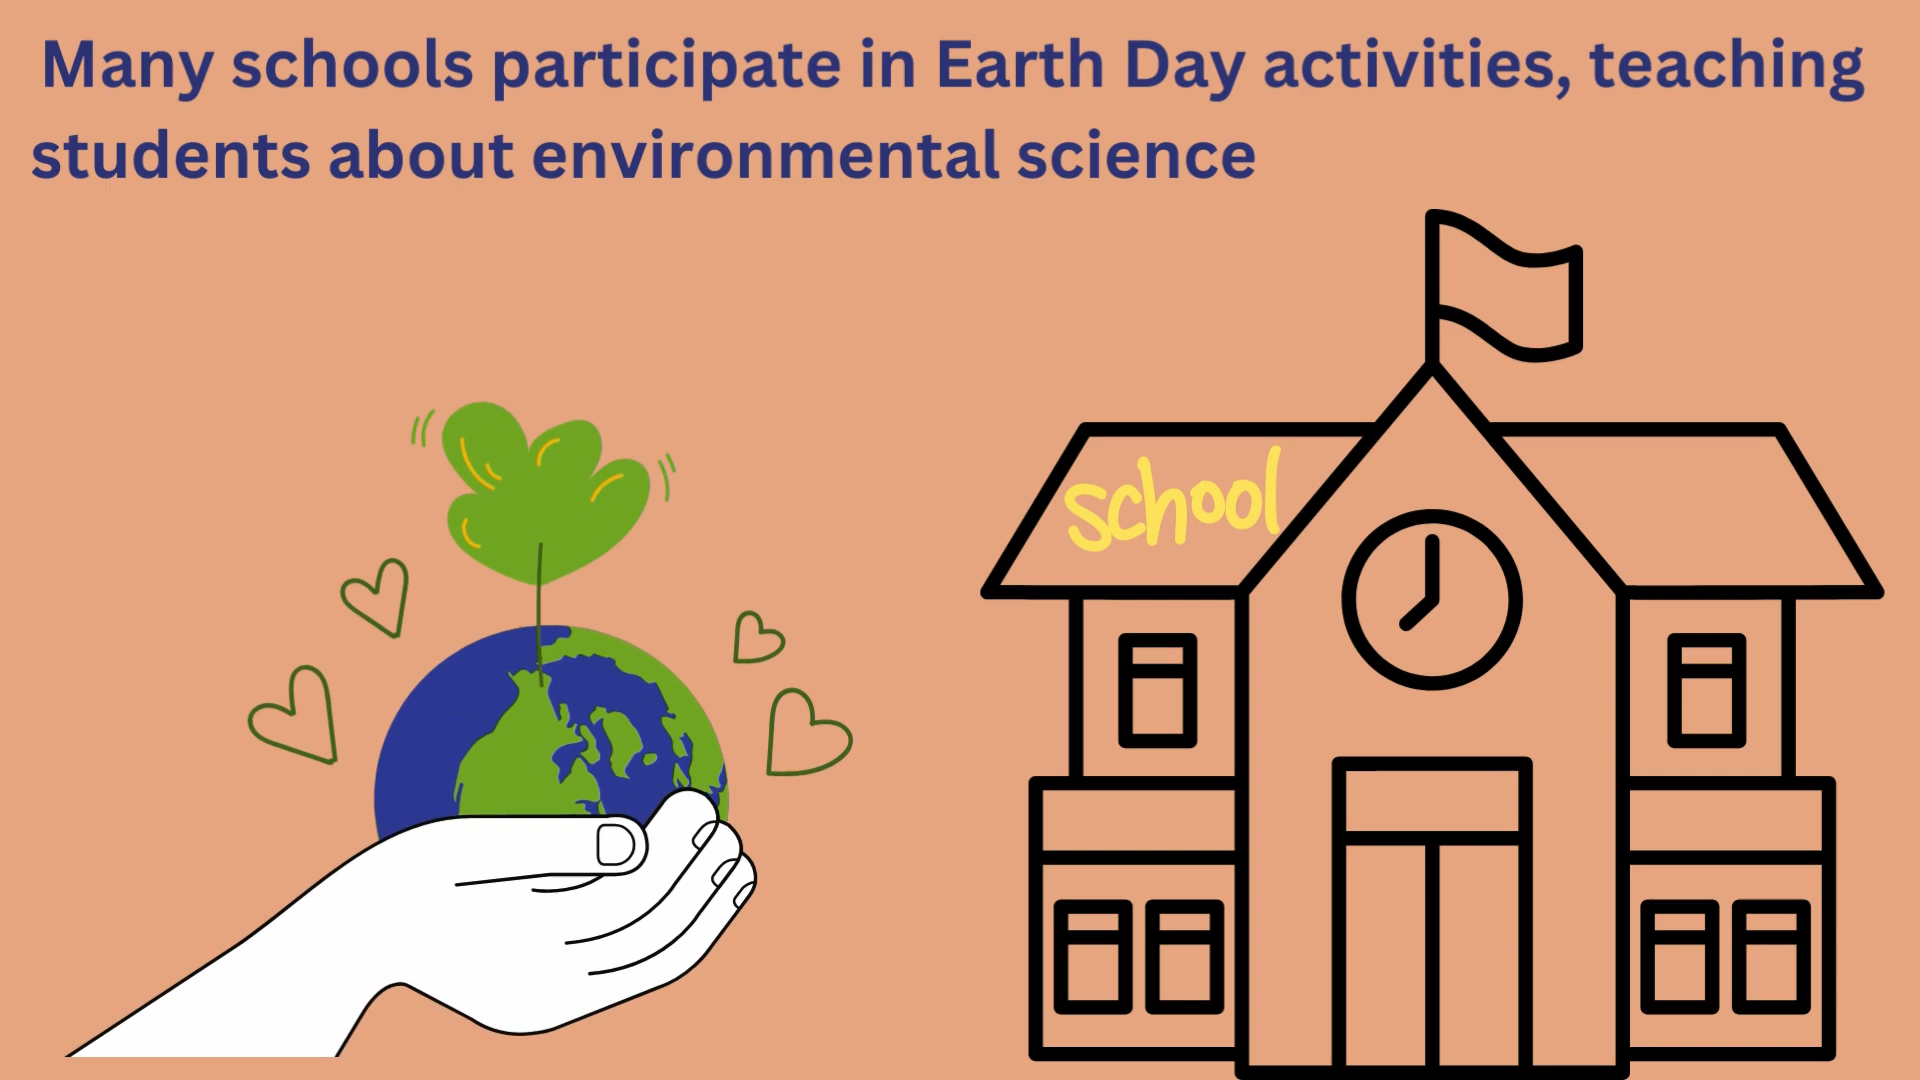 Many schools participate in Earth Day activities, teaching
students about environmental science
school